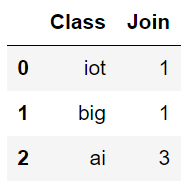 Class Join
0 iot 1
1 big 1
2 ai 3